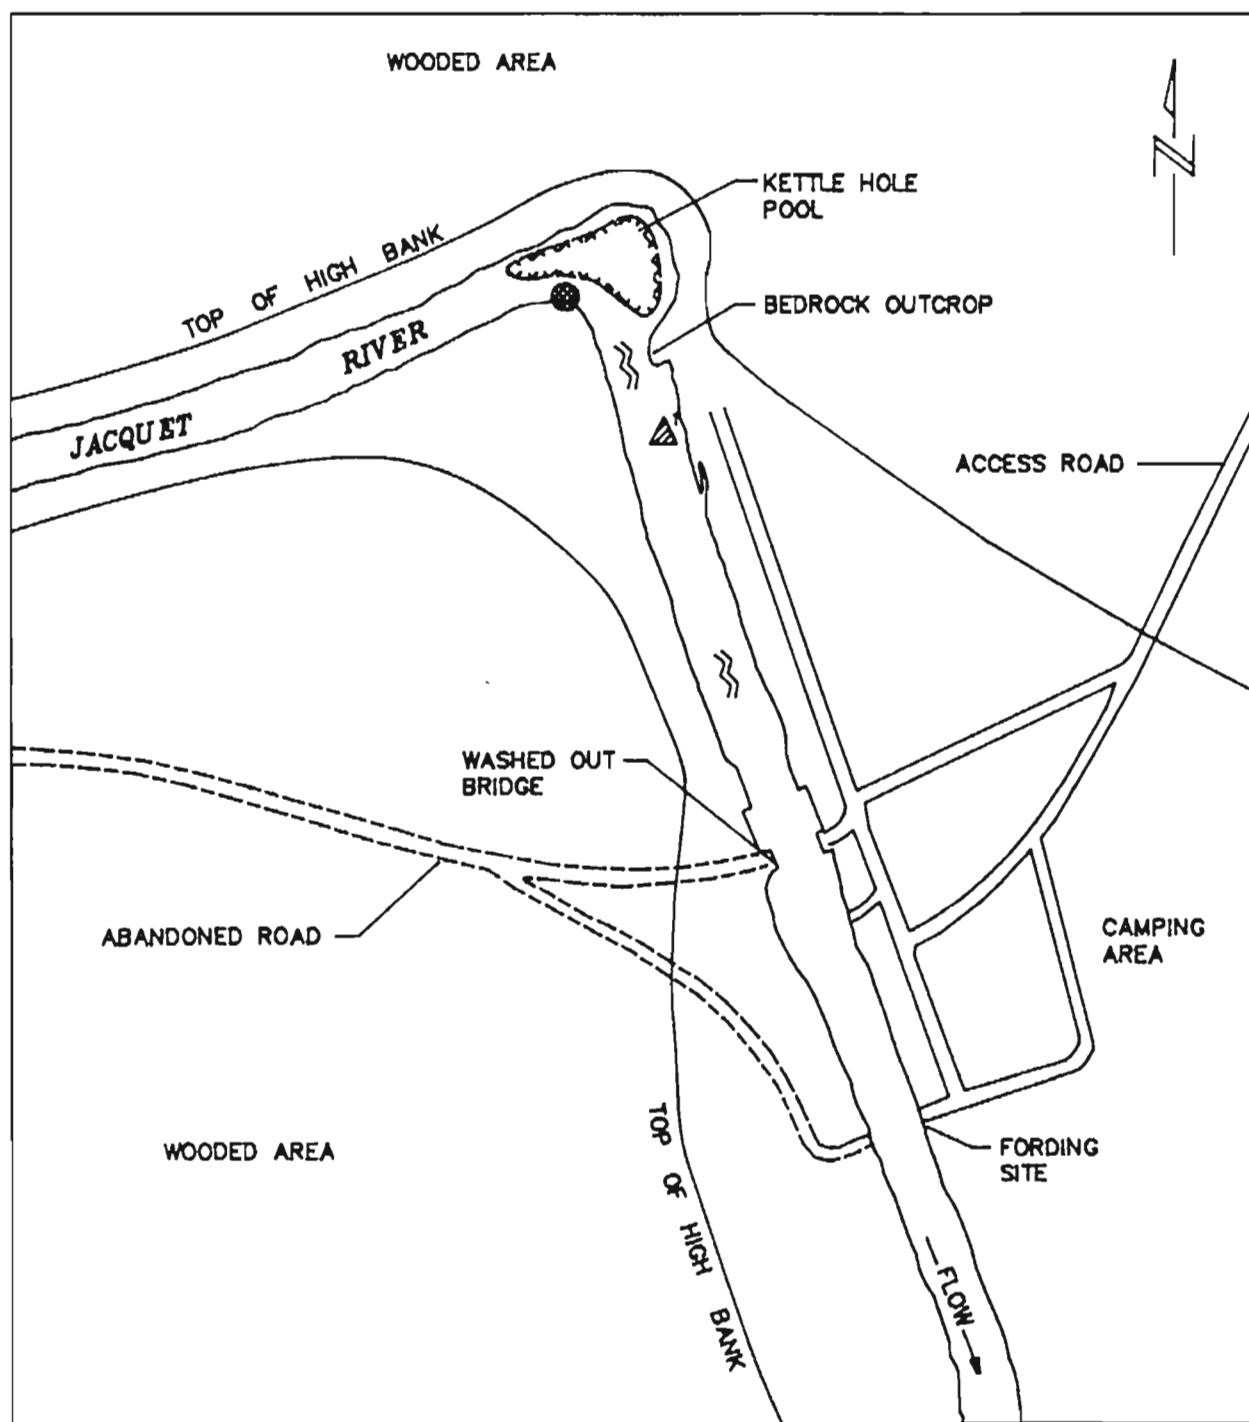 WOODED AREA
N
KETTLE HOLE
POOL
TOP OF HIGH BANK
BEDROCK OUTCROP
JACQUET RIVER
ACCESS ROAD
WASHED OUT
BRIDGE
ABANDONED ROAD
CAMPING
AREA
TOP OF HIGH BANK
WOODED AREA
FORDING
SITE
FLOW